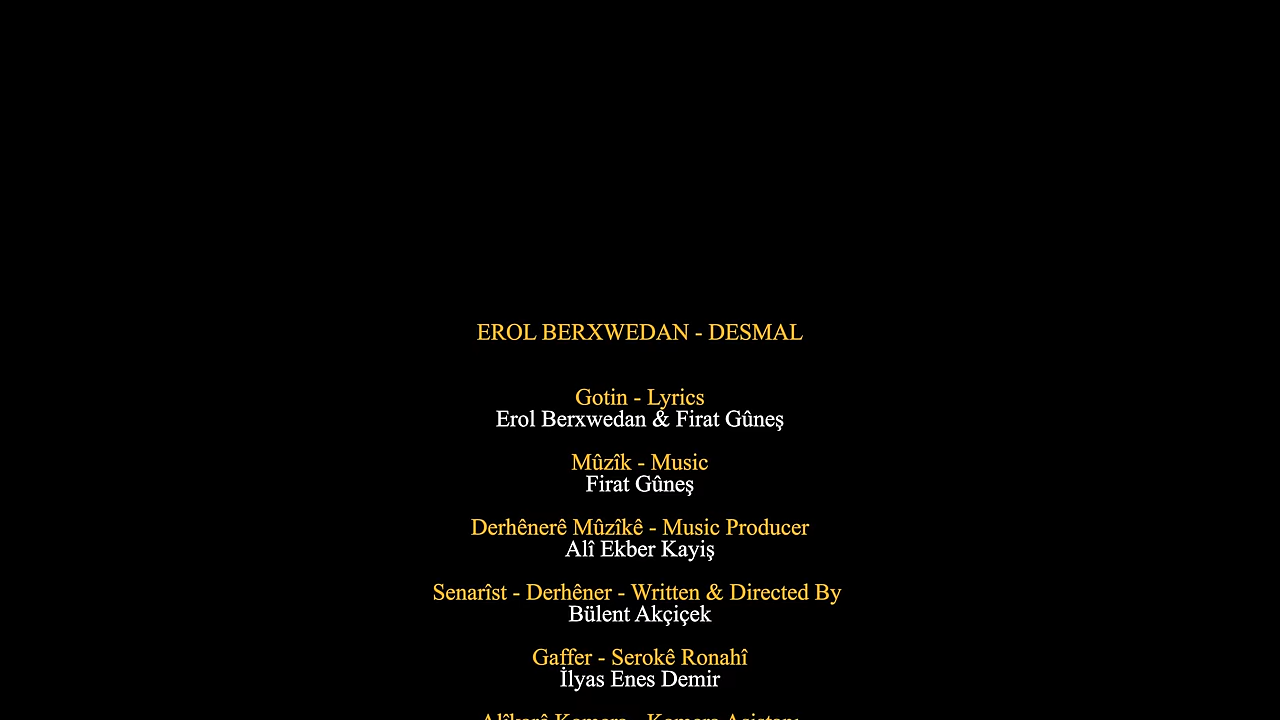 EROL BERXWEDAN - DESMAL
Gotin - Lyrics
Erol Berxwedan & Firat Gûneş
Mûzîk - Music
Firat Gûneş
Derhênerê Mûzîkê - Music Producer
Alî Ekber Kayiş
Senarîst - Derhêner - Written & Directed By
Bülent Akçiçek
Gaffer - Serokê Ronahî
İlyas Enes Demir